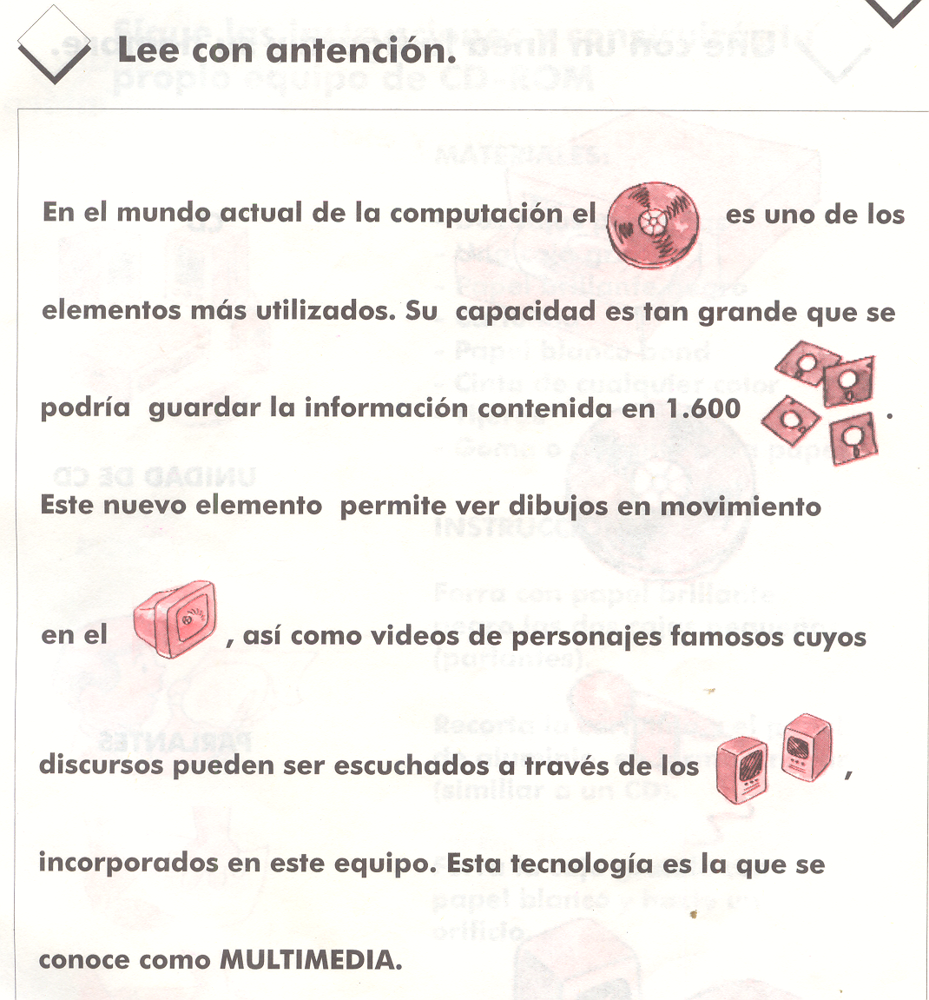 Lee con antención.
En el mundo actual de la computación el es uno de los
elementos más utilizados. Su capacidad es tan grande que se
podría guardar la información contenida en 1.600 .
Este nuevo elemento permite ver dibujos en movimiento
en el , así como videos de personajes famosos cuyos
discursos pueden ser escuchados a través de los ,
incorporados en este equipo. Esta tecnología es la que se
conoce como MULTIMEDIA.